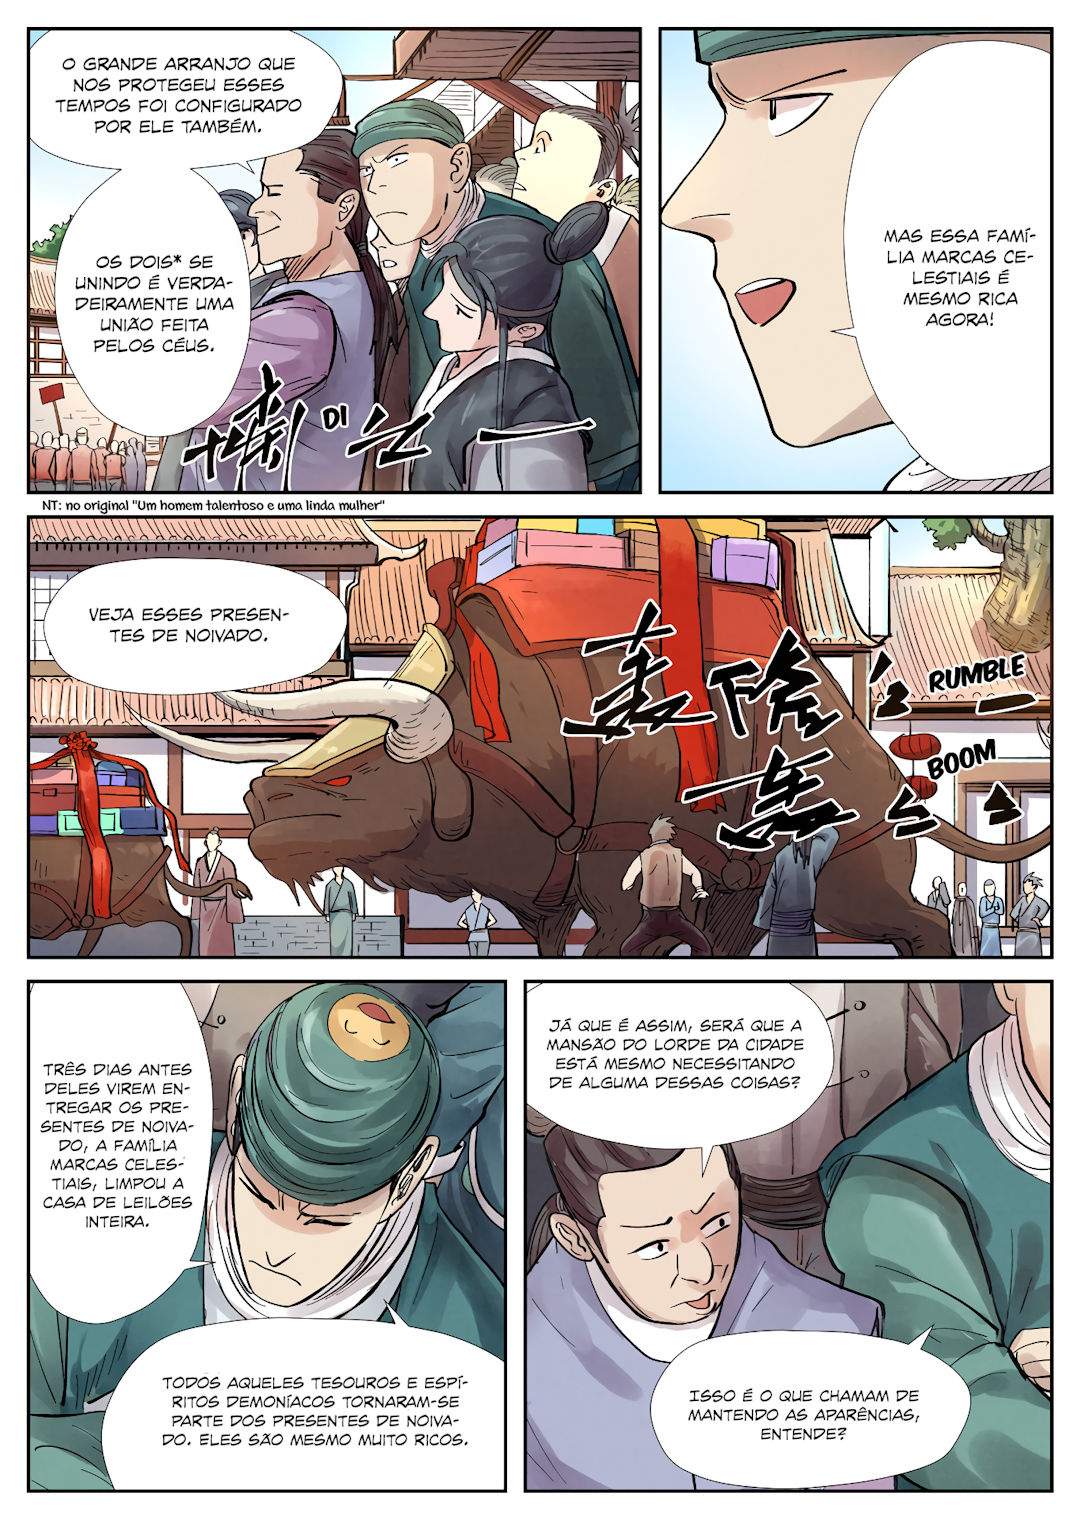 O GRANDE ARRANJO QUE
NOS PROTEGEU ESSES
TEMPOS FOI CONFIGURADO
POR ELE TAMBÉM.
OS DOIS* SE
UNINDO É VERDA-
DEIRAMENTE UMA
UNIÃO FEITA
PELOS CÉUS.
DI
MAS ESSA FAMÍ-
LIA MARCAS CE-
LESTIAIS É
MESMO RICA
AGORA!
NT: no original "Um homem talentoso e uma linda mulher"
VEJA ESSES PRESEN-
TES DE NOIVADO.
RUMBLE
BOOM
TRÊS DIAS ANTES
DELES VIREM EN-
TREGAR OS PRE-
SENTES DE NOIVA-
DO, A FAMÍLIA
MARCAS CELES-
TIAIS, LIMPOU A
CASA DE LEILÕES
INTEIRA.
TODOS AQUELES TESOUROS E ESPÍ-
RITOS DEMONÍACOS TORNARAM-SE
PARTE DOS PRESENTES DE NOIVA-
DO. ELES SÃO MESMO MUITO RICOS.
JÁ QUE É ASSIM, SERÁ QUE A
MANSÃO DO LORDE DA CIDADE
ESTÁ MESMO NECESSITANDO
DE ALGUMA DESSAS COISAS?
ISSO É O QUE CHAMAM DE
MANTENDO AS APARÊNCIAS,
ENTENDE?